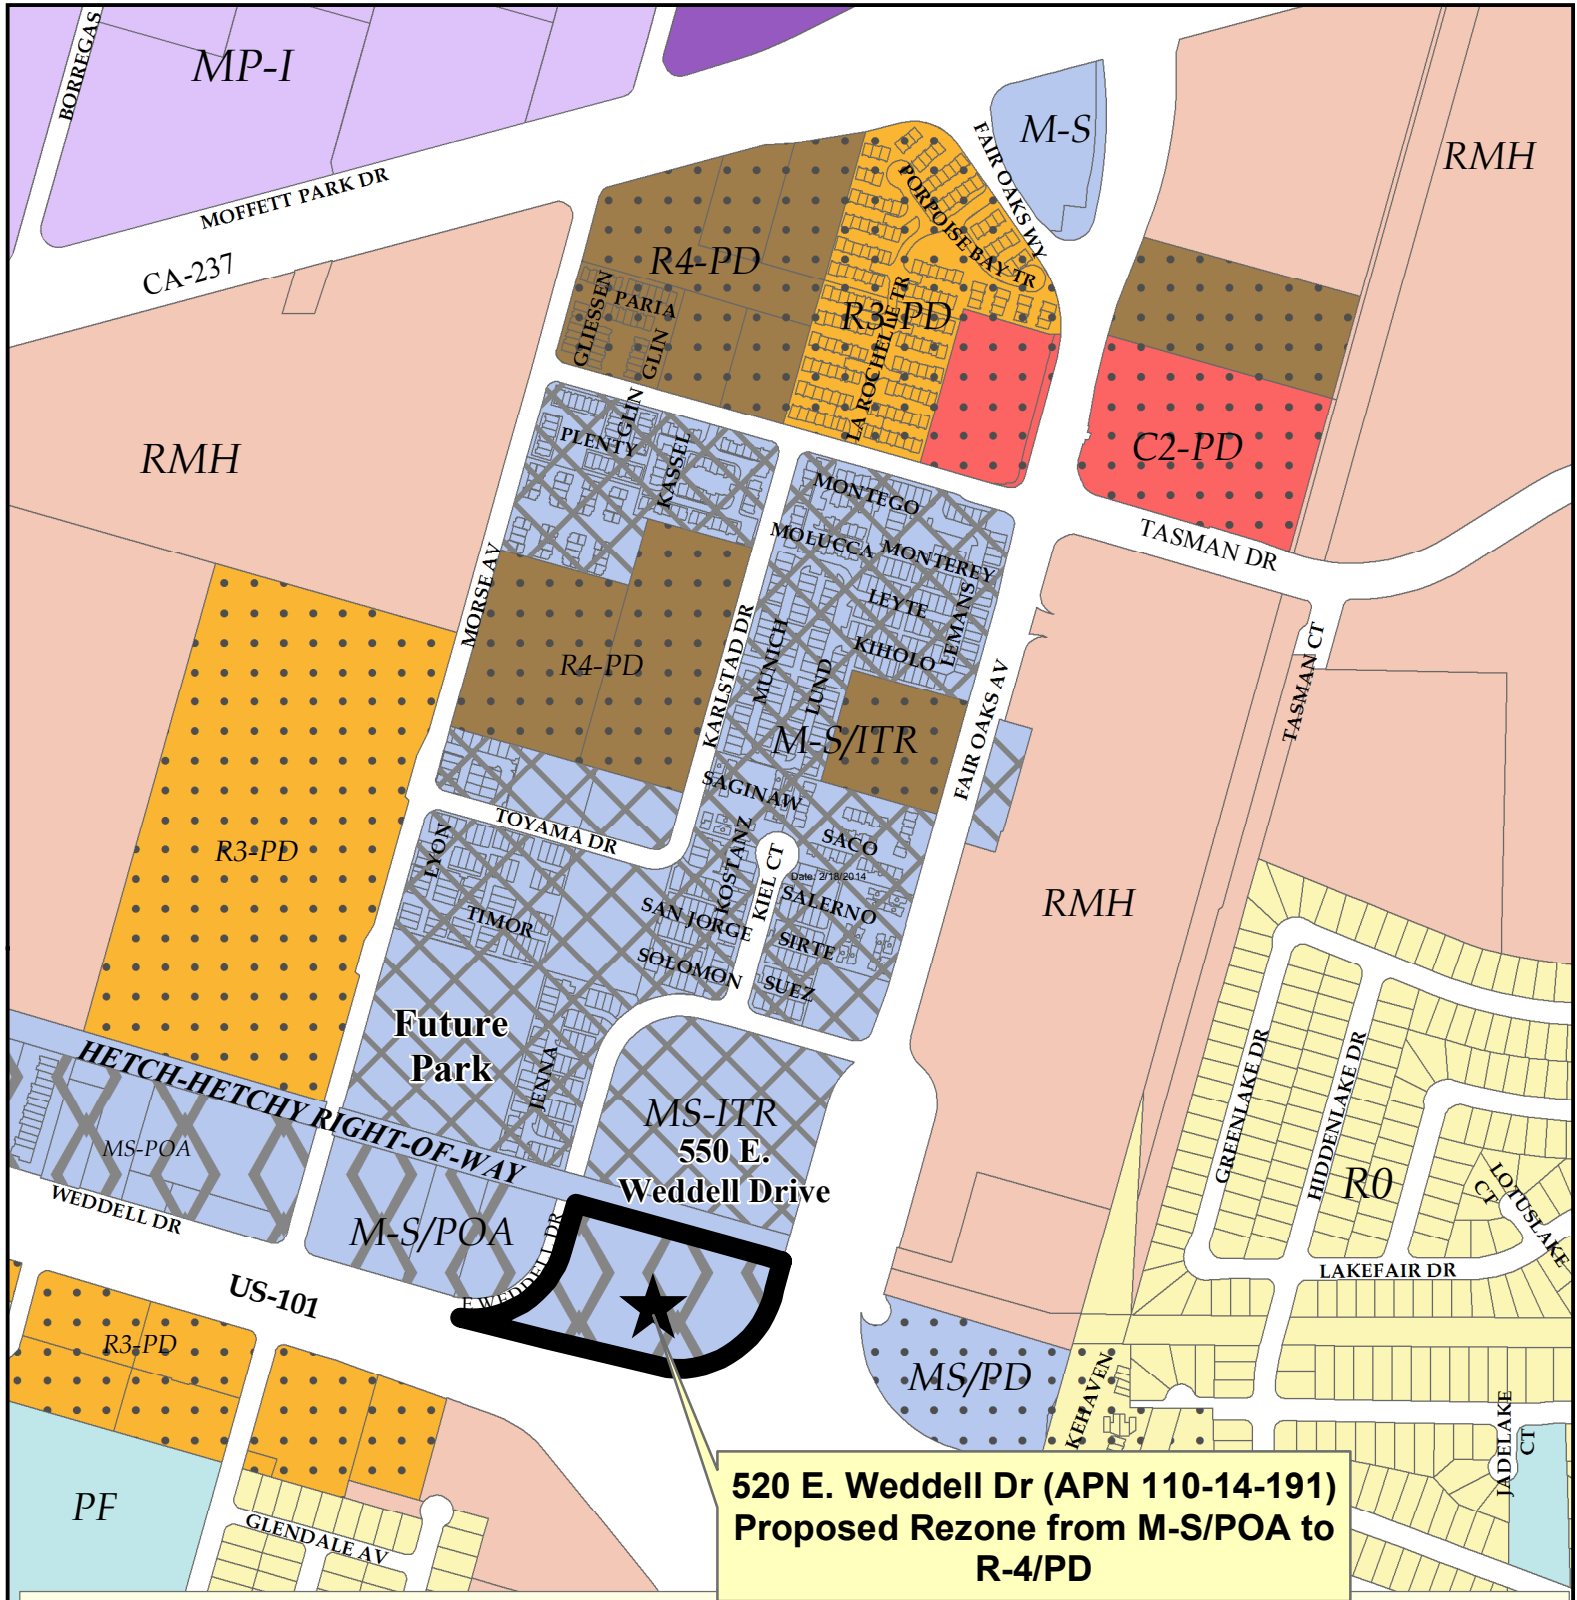 BORREGAS
MP-I
MOFFETT PARK DR
CA-237
M-S
FAIR OAKS WY
RMH
PORPOISE BAY TR
R4-PD
GLIESSEN
PARIA
GLIN
R3-PD
LA ROCHELLE TR
C2-PD
RMH
PLENTY
GLIN
KASSEL
MONTEGO
MOLUCCA
MONTEREY
TASMAN DR
MORSE AV
LEYTE
LEMANS
KIHOLO
MUNICH
LUND
R4-PD
KARLSTAD DR
TASMAN CT
M-S/ITR
FAIR OAKS AV
SAGINAW
TOYAMA DR
LYON
SACO
KOSTANZ
KIEL CT
Date: 2/18/2014
R3-PD
SALERNO
RMH
TIMOR
SAN JORGE
SIRTE
SOLOMON
SUEZ
Future
Park
JENNA
GREENLAKE DR
HIDDENLAKE DR
HETCH-HETCHY RIGHT-OF-WAY
MS-POA
MS-ITR
550 E.
Weddell Drive
R0
LOTUSLAKE
CT
WEDDELL DR
M-S/POA
E WEDDELL DR
LAKEFAIR DR
US-101
R3-PD
MS/PD
KEHAVEN
JADELAKE
CT
PF
GLENDALE AV
520 E. Weddell Dr (APN 110-14-191)
Proposed Rezone from M-S/POA to
R-4/PD